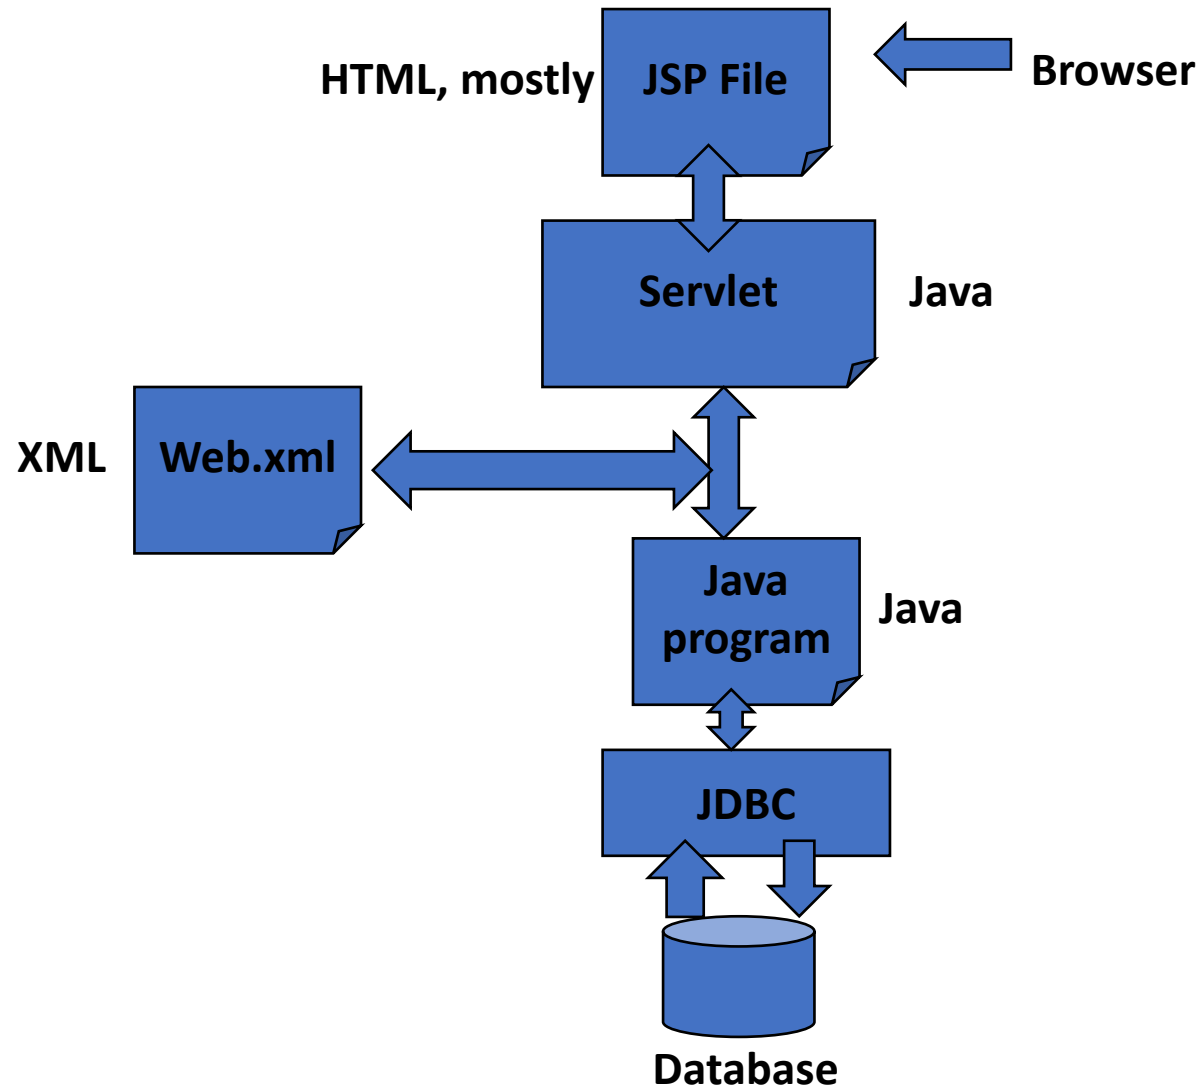 HTML, mostly
JSP File
Browser
Servlet
Java
XML
Web.xml
Java
program
Java
JDBC
Database